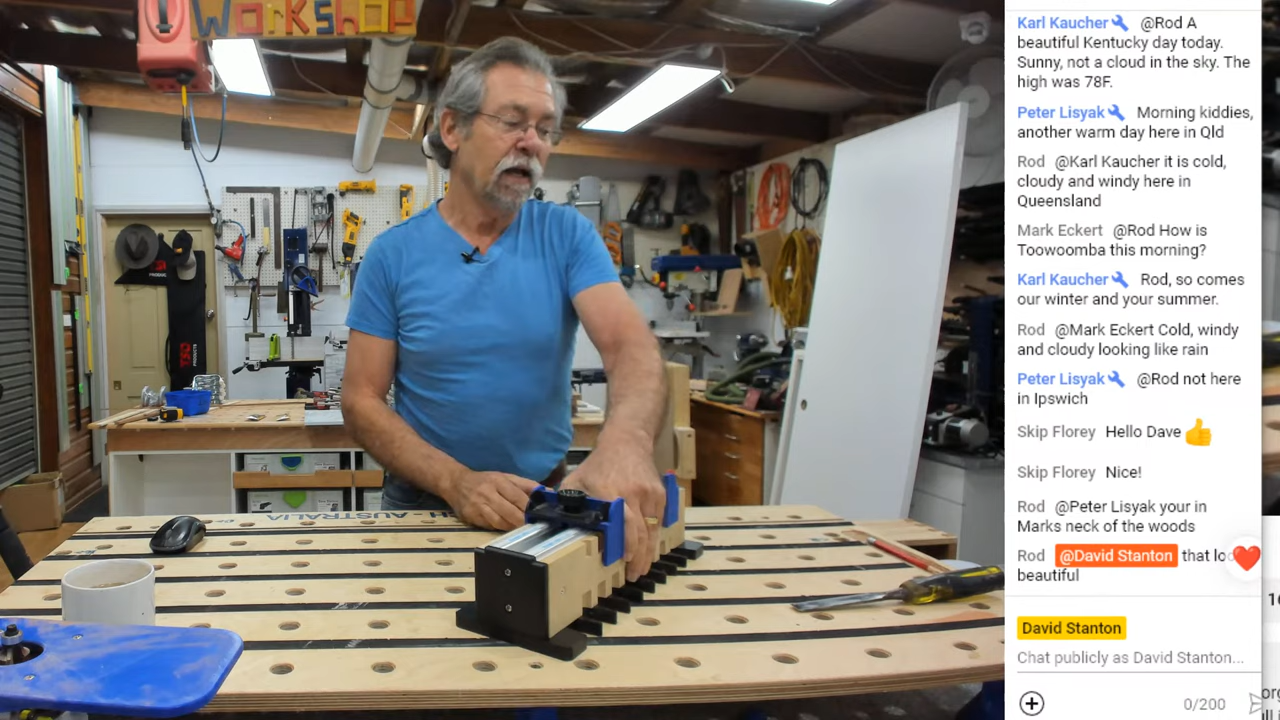 Workshop
TSO
PRODUCTS
AUSTRALIA
Karl Kaucher @Rod A
beautiful Kentucky day today.
Sunny, not a cloud in the sky. The
high was 78F.
Peter Lisyak Morning kiddies,
another warm day here in Qld
Rod @Karl Kaucher it is cold,
cloudy and windy here in
Queensland
Mark Eckert @Rod How is
Toowoomba this morning?
Karl Kaucher Rod, so comes
our winter and your summer.
Rod @Mark Eckert Cold, windy
and cloudy looking like rain
Peter Lisyak @Rod not here
in Ipswich
Skip Florey Hello Dave 👍
Skip Florey Nice!
Rod @Peter Lisyak your in
Marks neck of the woods
Rod @David Stanton that
beautiful
David Stanton
Chat publicly as David Stanton...
0/200